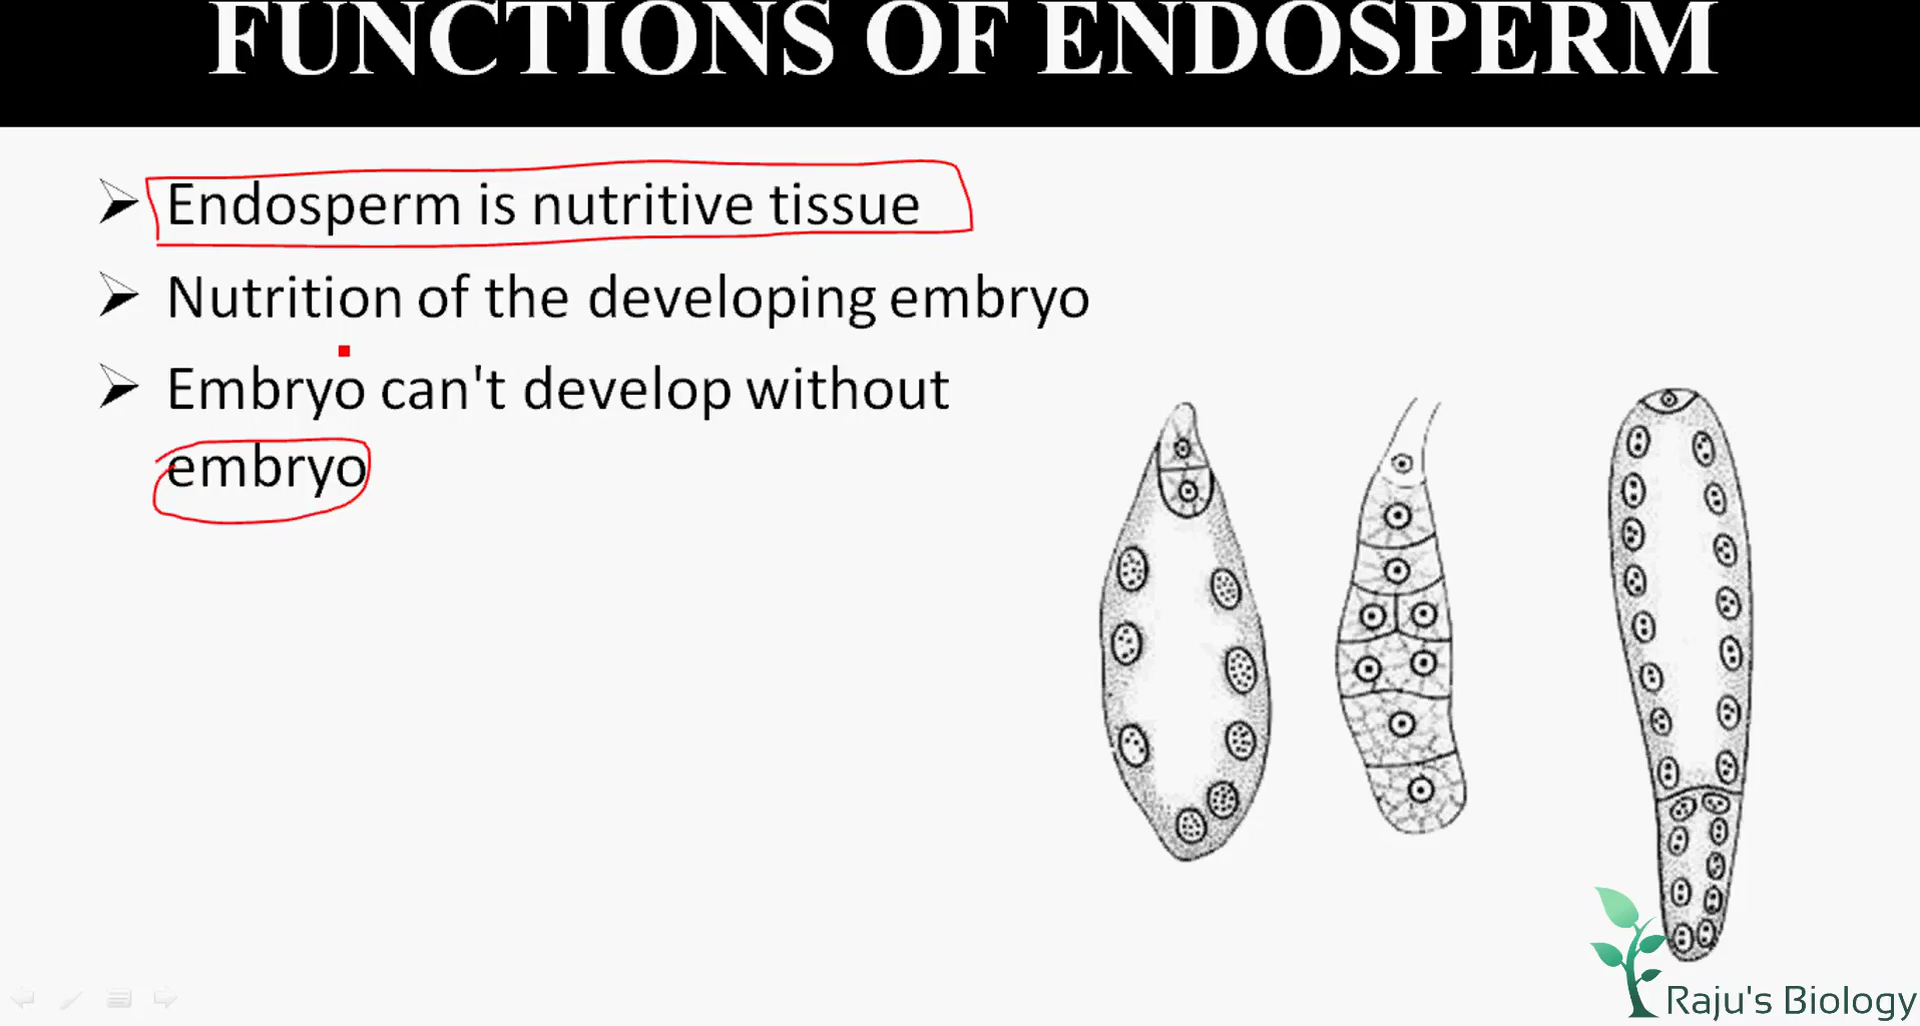 FUNCTIONS OF ENDOSPERM
Endosperm is nutritive tissue
Nutrition of the developing embryo
Embryo can't develop without
embryo
Raju's Biology